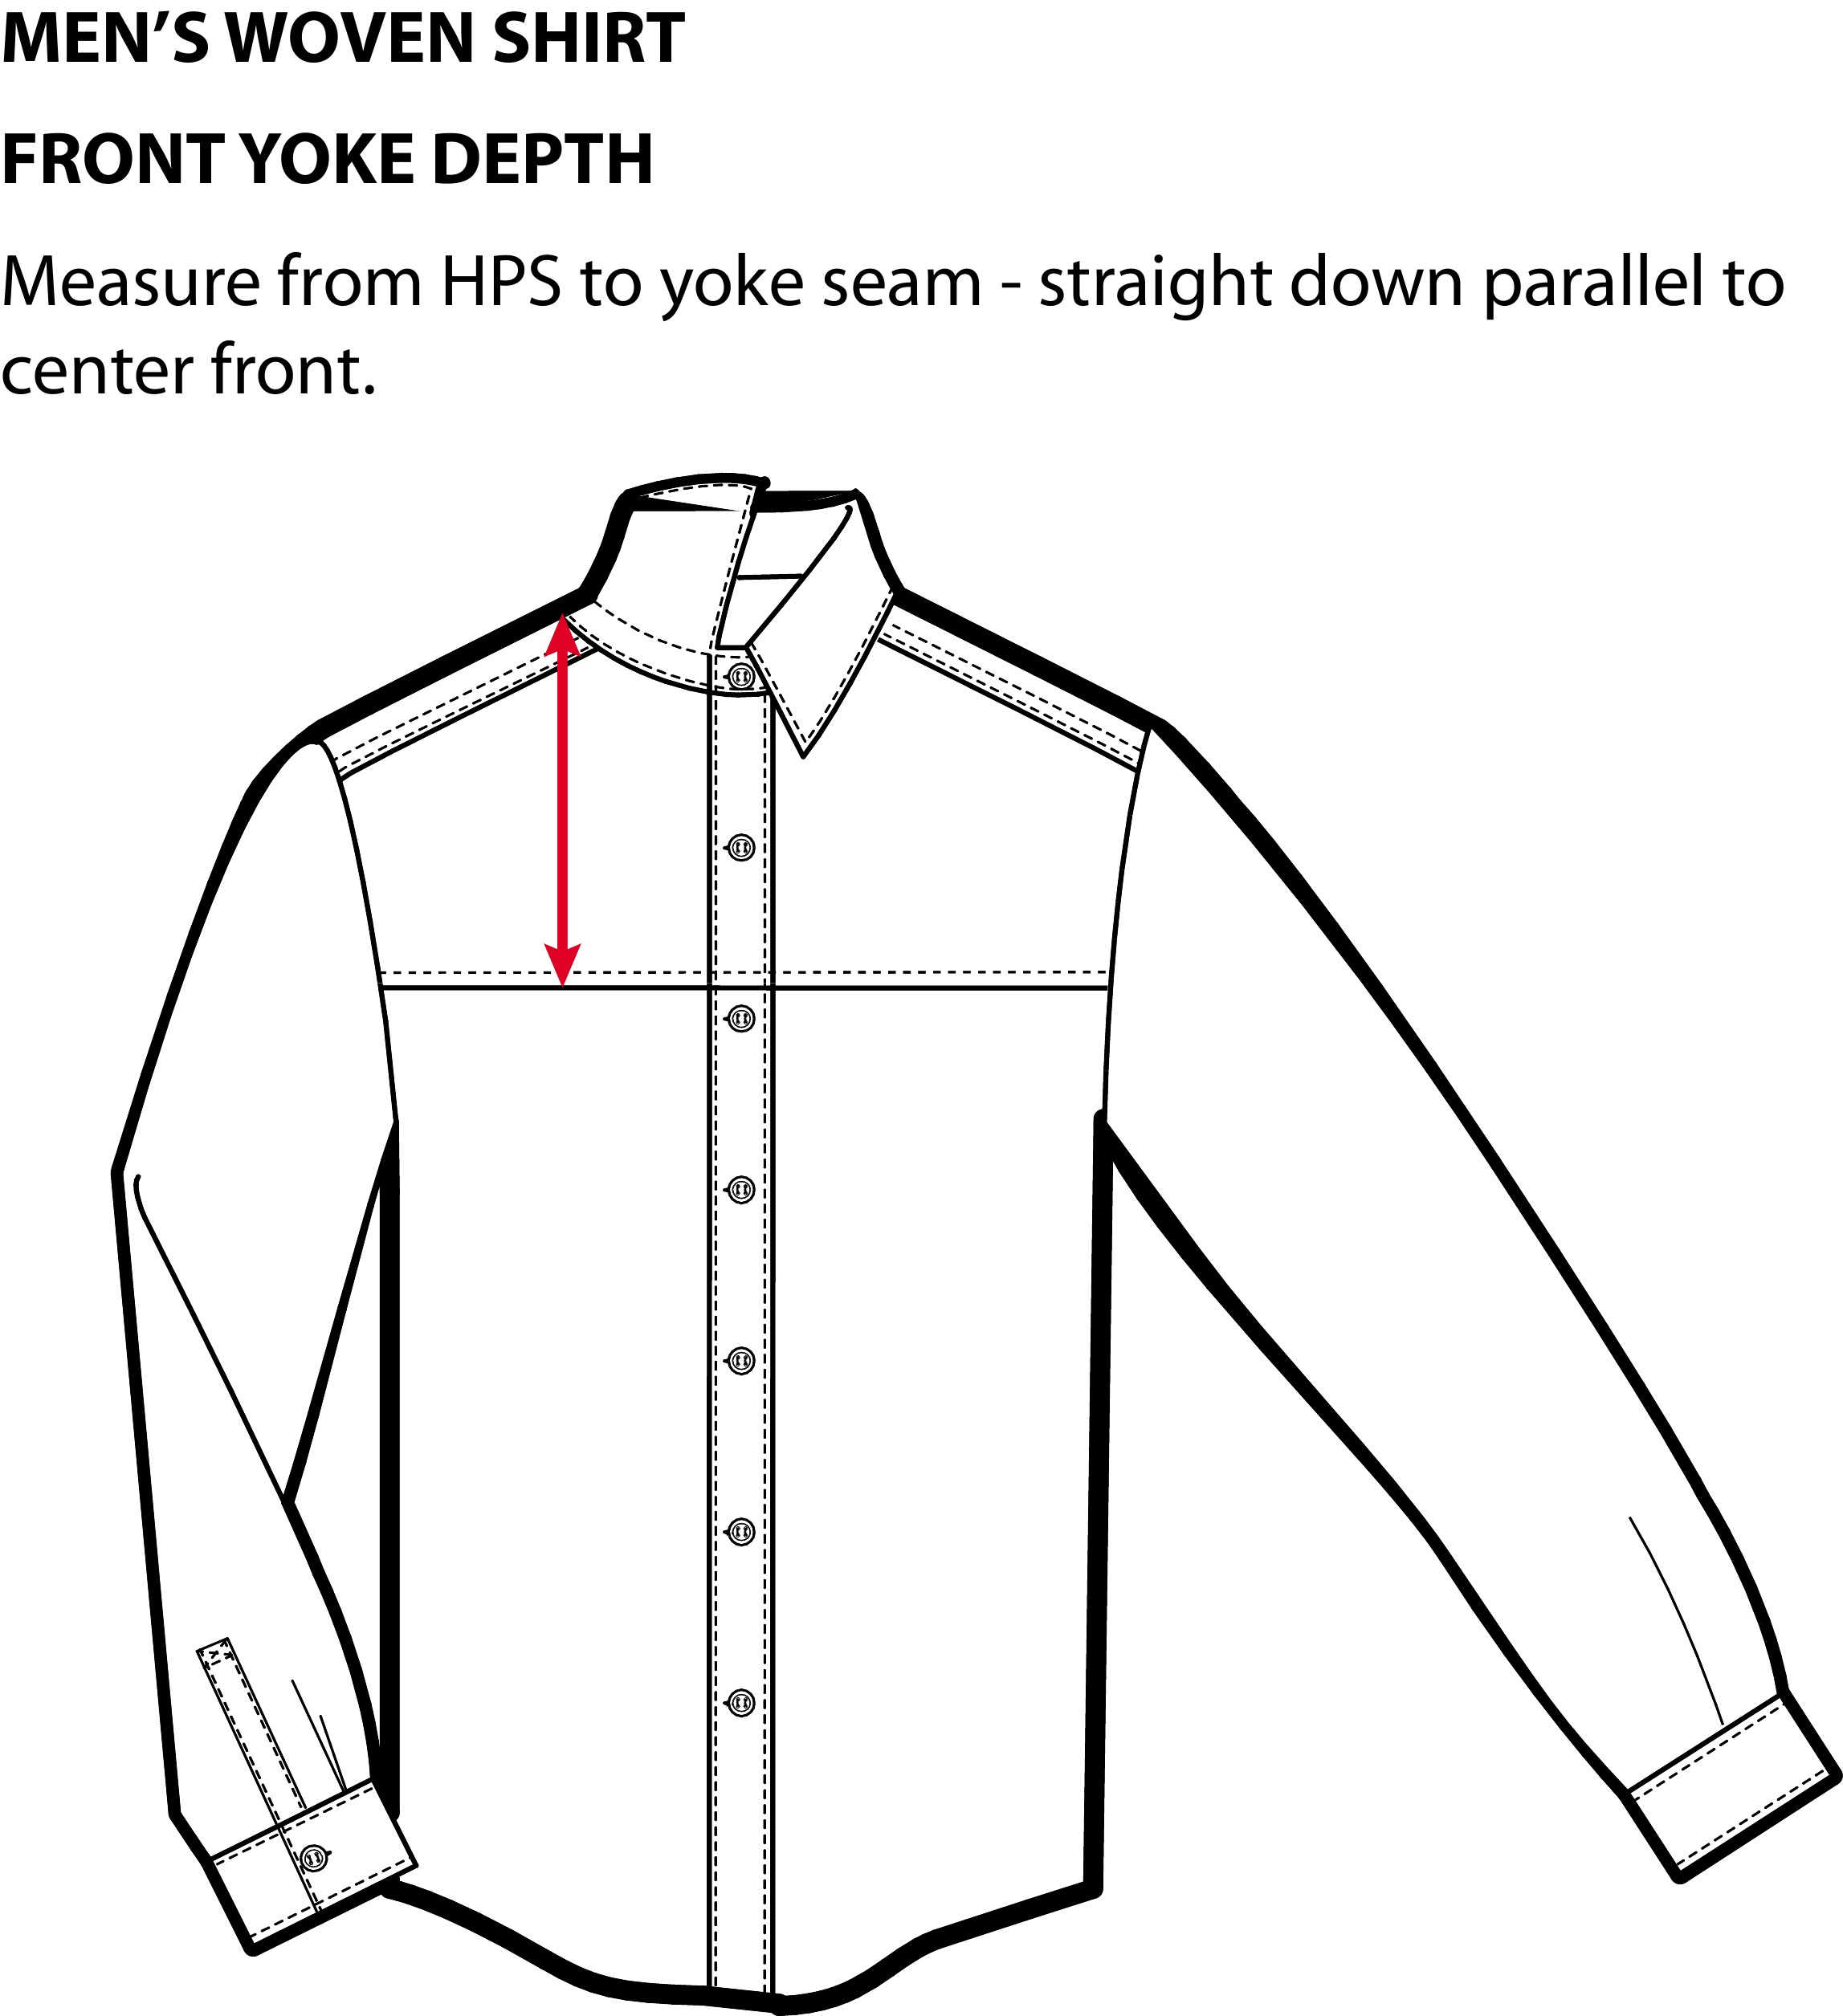 MEN’S WOVEN SHIRT
FRONT YOKE DEPTH
Measure from HPS to yoke seam - straight down parallel to
center front.